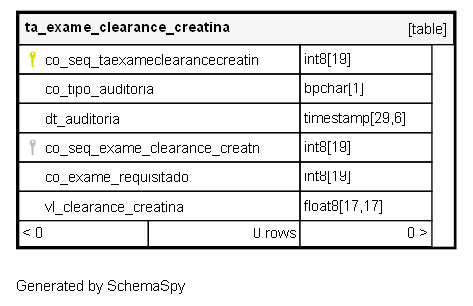 ta_exame_clearance_creatina [table]
co_seq_taexameclearancecreatin int8[19]
co_tipo_auditoria bpchar[1]
dt_auditoria timestamp[29,6]
co_seq_exame_clearance_creatn int8[19]
co_exame_requisitado int8[19]
vl_clearance_creatina float8[17,17]
< 0 0 rows 0 >
Generated by SchemaSpy